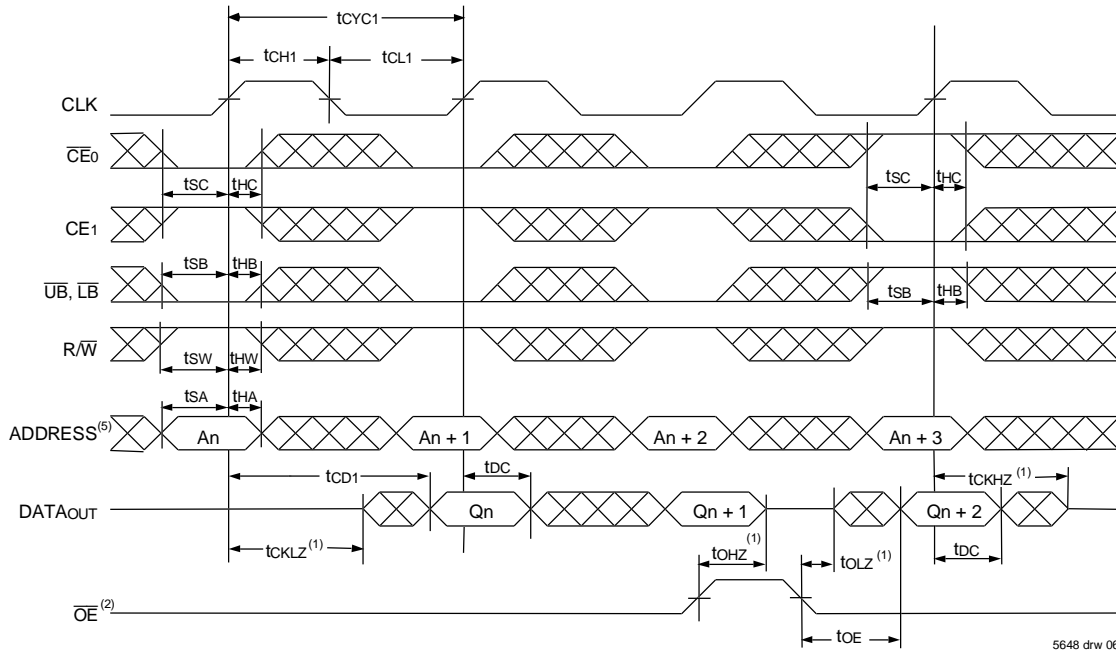 tCYC1
tCH1 tCL1
CLK
CE0
tSC tHC tSC tHC
CE1
tSB tHB
UB, LB
tSB tHB
R/W
tSW tHW
tSA tHA
ADDRESS(5) An An + 1 An + 2 An + 3
tCD1 tDC tCKHZ (1)
DATAOUT Qn Qn + 1 Qn + 2
tCKLZ (1) tOHZ (1) tOLZ (1) tDC
OE (2)
tOE
5648 drw 06